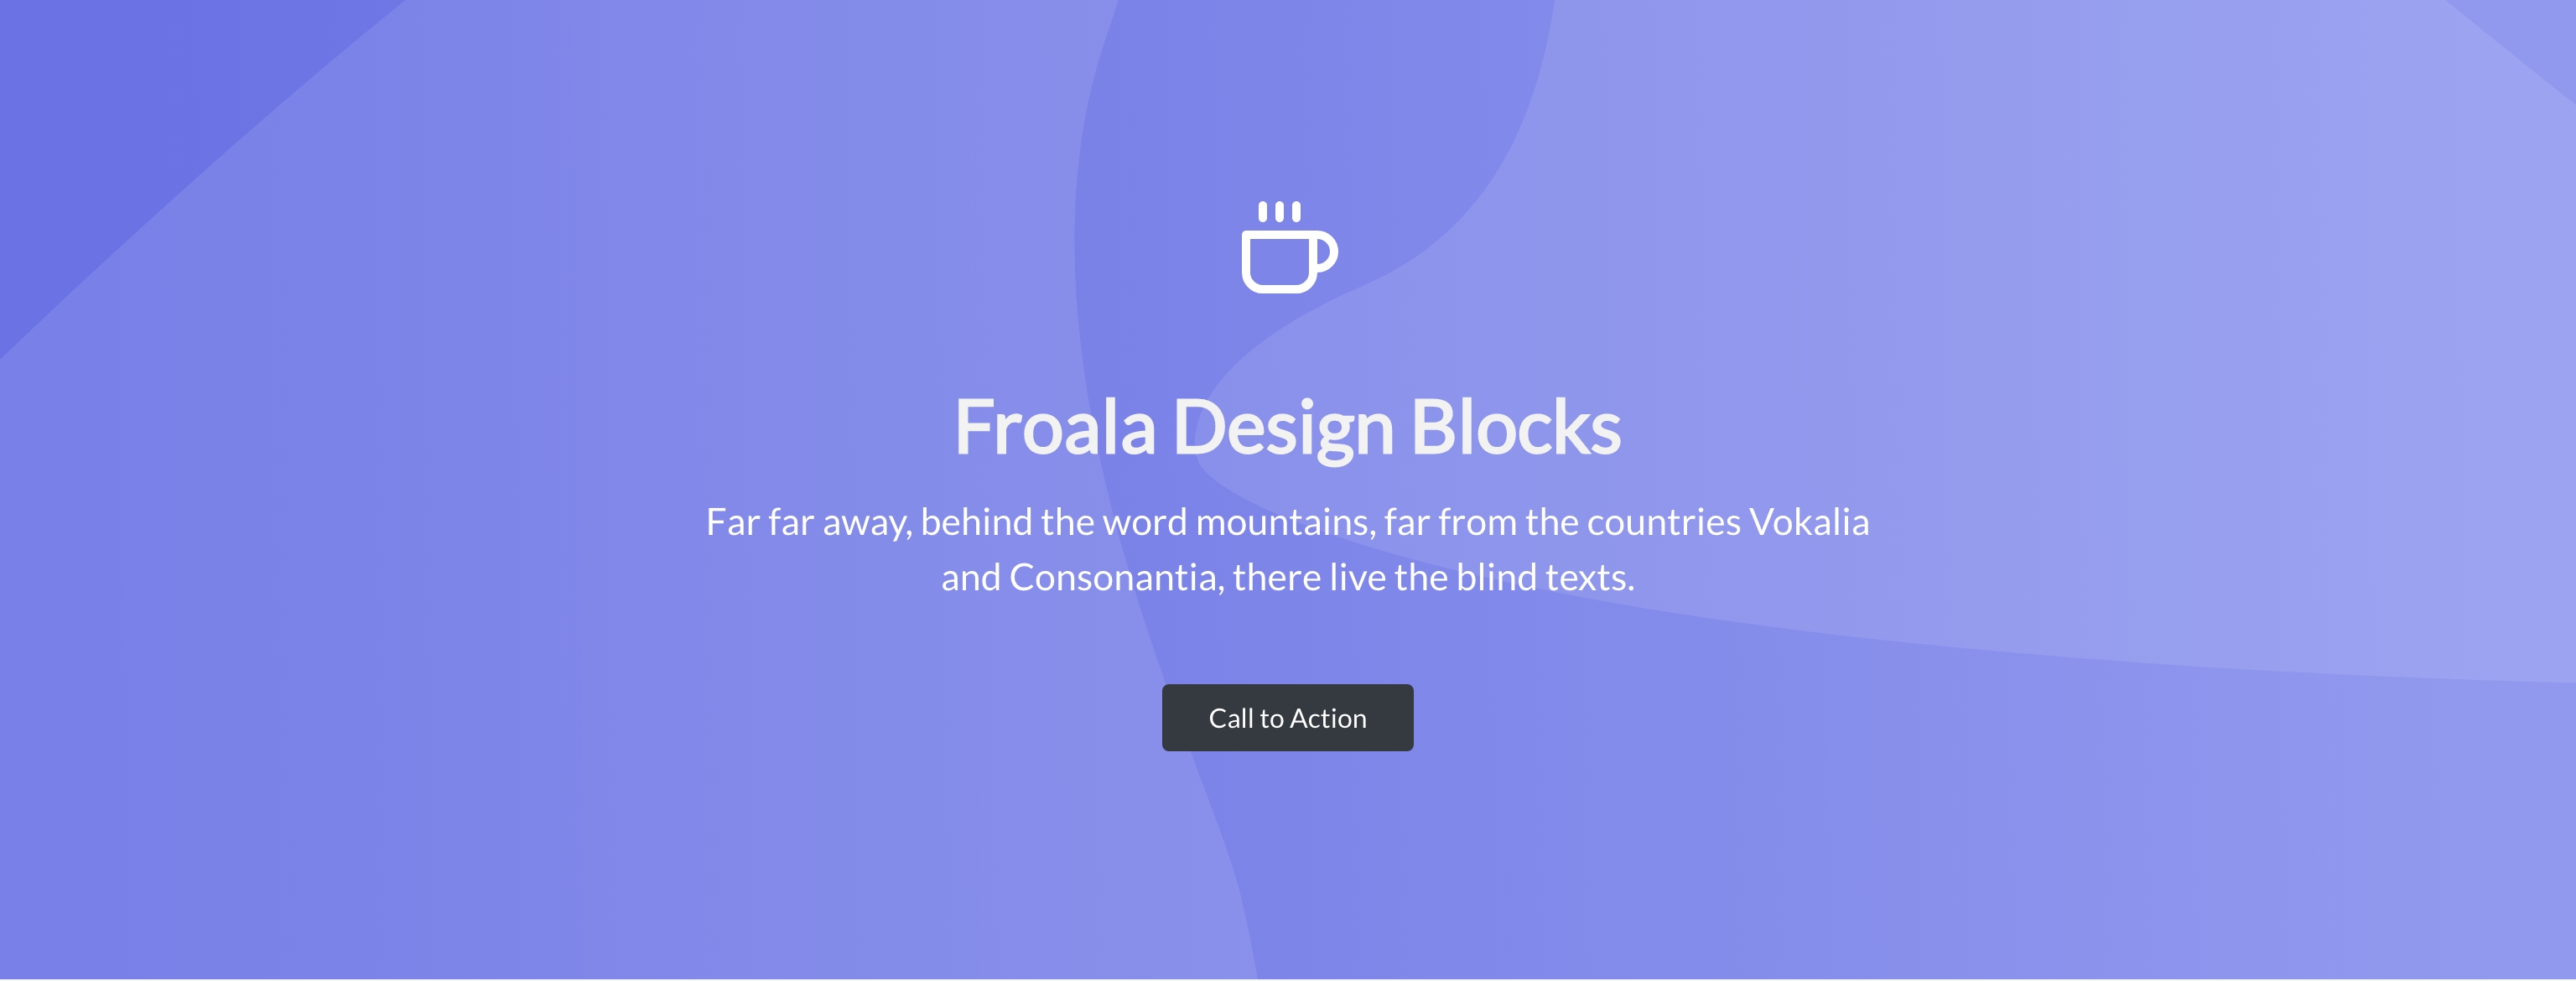 Froala Design Blocks
Far far away, behind the word mountains, far from the countries Vokalia
and Consonantia, there live the blind texts.
Call to Action